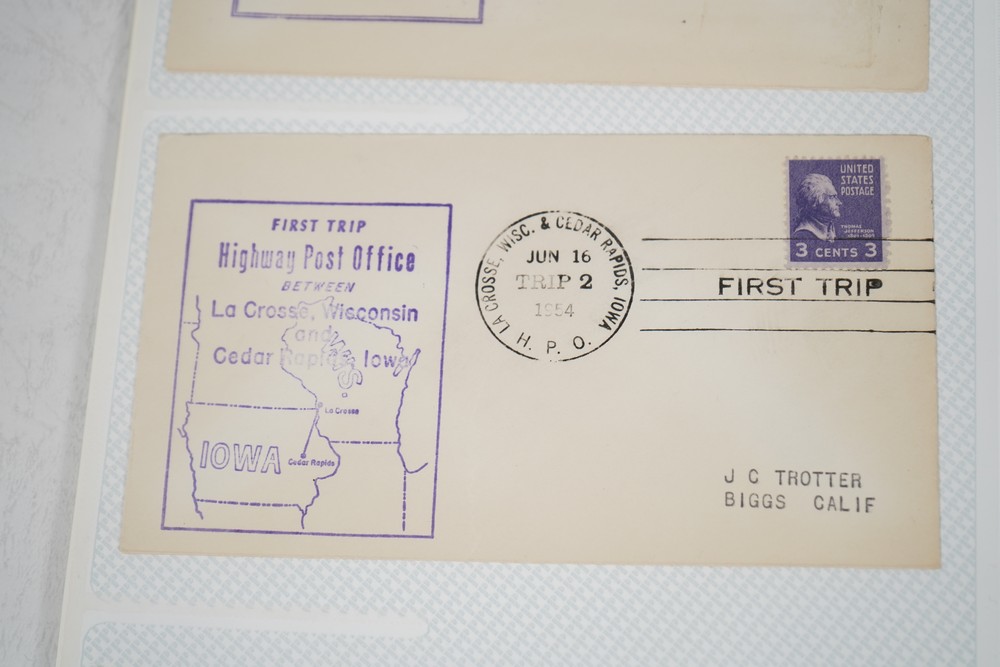 FIRST TRIP
Highway Post Office
BETWEEN
La Crosse, Wisconsin
and
Cedar Rapids, Iowa
WIS.
La Crosse
IOWA
Cedar Rapids
LA CROSSE, WISC. & CEDAR RAPIDS, IOWA
JUN 16
TRIP 2
1954
H. P. O.
UNITED
STATES
POSTAGE
THOMAS
JEFFERSON
3 CENTS 3
FIRST TRIP
J C TROTTER
BIGGS CALIF